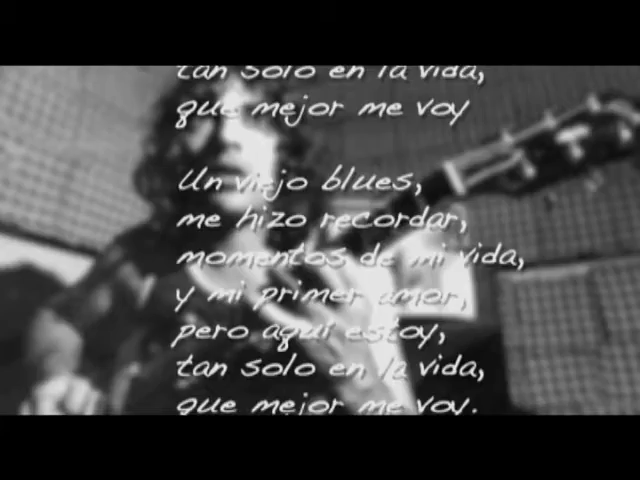 tan solo en la vida,
que mejor me voy
Un viejo blues,
me hizo recordar,
momentos de mi vida,
y mi primer amor,
pero aquí estoy,
tan solo en la vida,
que mejor me voy.